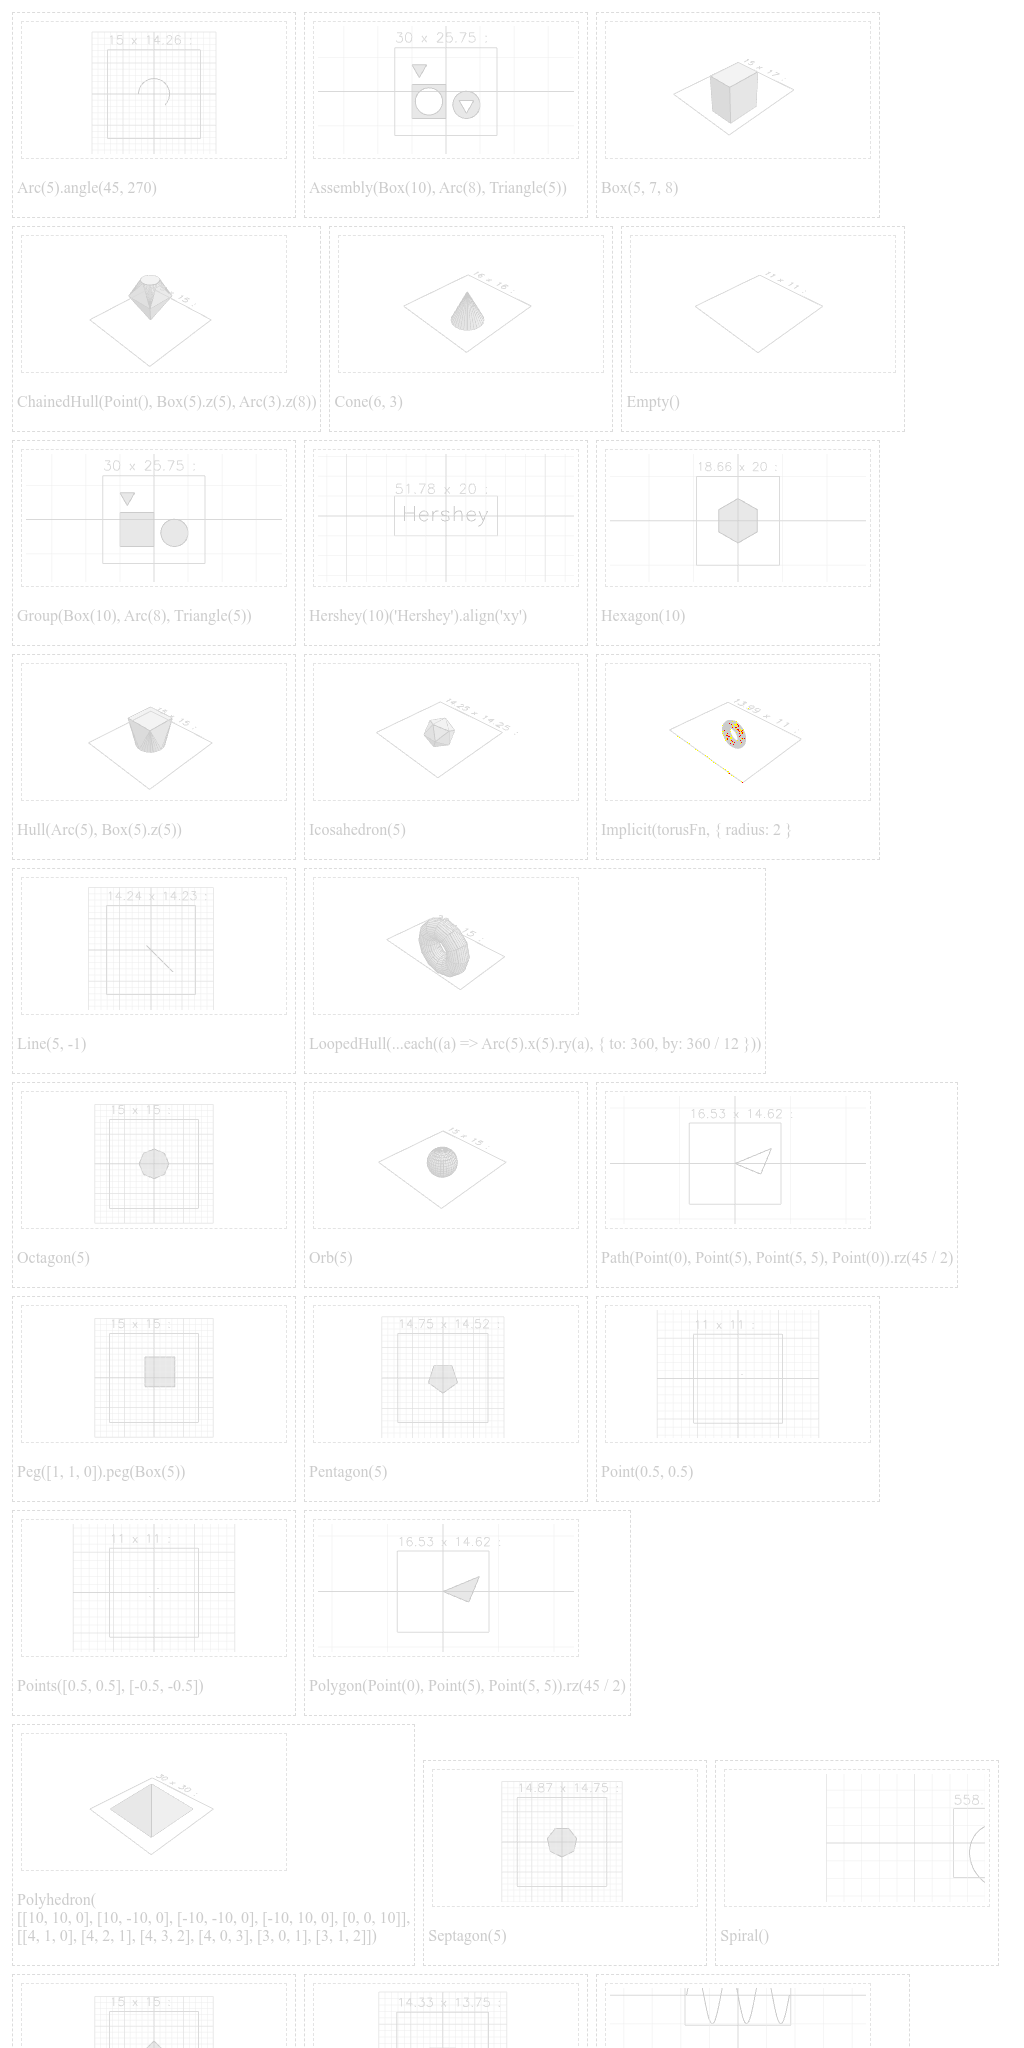 15 x 14.26 :
Arc(5).angle(45, 270)
30 x 25.75 :
Assembly(Box(10), Arc(8), Triangle(5))
15 x 17 :
Box(5, 7, 8)
15 :
ChainedHull(Point(), Box(5).z(5), Arc(3).z(8))
16 x 16 :
Cone(6, 3)
11 x 11 :
Empty()
30 x 25.75 :
Group(Box(10), Arc(8), Triangle(5))
51.78 x 20 :
Hershey
Hershey(10)('Hershey').align('xy')
18.66 x 20 :
Hexagon(10)
15 x 15 :
Hull(Arc(5), Box(5).z(5))
14.25 x 14.25 :
Icosahedron(5)
x 11 :
Implicit(torusFn, { radius: 2 }
14.24 x 14.23 :
Line(5, -1)
15 :
LoopedHull(...each((a) => Arc(5).x(5).ry(a), { to: 360, by: 360 / 12 }))
15 x 15 :
Octagon(5)
15 x 15 :
Orb(5)
16.53 x 14.62 :
Path(Point(0), Point(5), Point(5, 5), Point(0)).rz(45 / 2)
15 x 15 :
Peg([1, 1, 0]).peg(Box(5))
14.75 x 14.52 :
Pentagon(5)
11 x 11 :
Point(0.5, 0.5)
11 x 11 :
Points([0.5, 0.5], [-0.5, -0.5])
16.53 x 14.62 :
Polygon(Point(0), Point(5), Point(5, 5)).rz(45 / 2)
30 x 30 :
Polyhedron(
[[10, 10, 0], [10, -10, 0], [-10, -10, 0], [-10, 10, 0], [0, 0, 10]],
[[4, 1, 0], [4, 2, 1], [4, 3, 2], [4, 0, 3], [3, 0, 1], [3, 1, 2]])
14.87 x 14.75 :
Septagon(5)
558
Spiral()
15 x 15 :
14.33 x 13.75 :